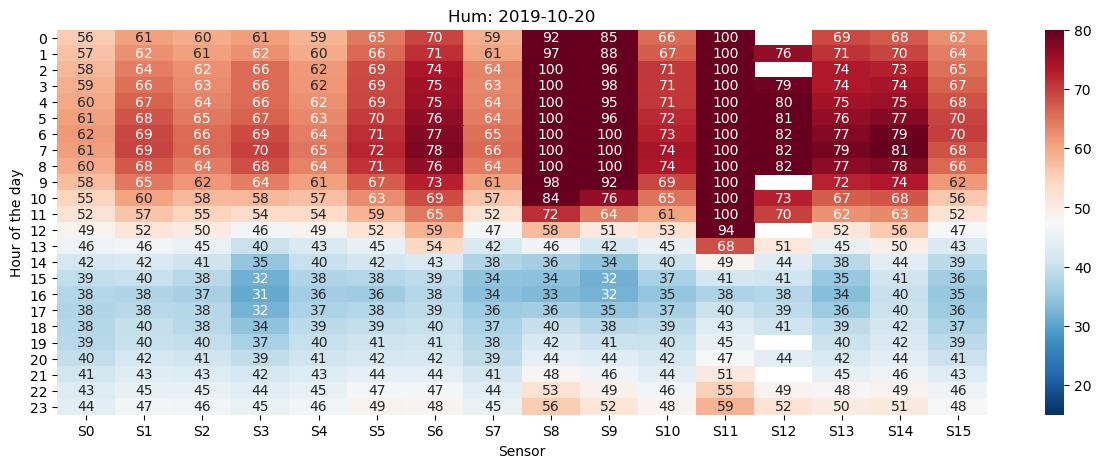 Hum: 2019-10-20
0 56 61 60 61 59 65 70 59 92 85 66 100 69 68 62
1 57 62 61 62 60 66 71 61 97 88 67 100 76 71 70 64
2 58 64 62 66 62 69 74 64 100 96 71 100 74 73 65
3 59 66 63 66 62 69 75 63 100 98 71 100 79 74 74 67
4 60 67 64 66 62 69 75 64 100 95 71 100 80 75 75 68
5 61 68 65 67 63 70 76 64 100 96 72 100 81 76 77 70
6 62 69 66 69 64 71 77 65 100 100 73 100 82 77 79 70
7 61 69 66 70 65 72 78 66 100 100 74 100 82 79 81 68
8 60 68 64 68 64 71 76 64 100 100 74 100 82 77 78 66
9 58 65 62 64 61 67 73 61 98 92 69 100 72 74 62
10 55 60 58 58 57 63 69 57 84 76 65 100 73 67 68 56
11 52 57 55 54 54 59 65 52 72 64 61 100 70 62 63 52
12 49 52 50 46 49 52 59 47 58 51 53 94 52 56 47
13 46 46 45 40 43 45 54 42 46 42 45 68 51 45 50 43
14 42 42 41 35 40 42 43 38 36 34 40 49 44 38 44 39
15 39 40 38 32 38 38 39 34 34 32 37 41 41 35 41 36
16 38 38 37 31 36 36 38 34 33 32 35 38 38 34 40 35
17 38 38 38 32 37 38 39 36 36 35 37 40 39 36 40 36
18 38 40 38 34 39 39 40 37 40 38 39 43 41 39 42 37
19 39 40 40 37 40 41 41 38 42 41 40 45 40 42 39
20 40 42 41 39 41 42 42 39 44 44 42 47 44 42 44 41
21 41 43 43 42 43 44 44 41 48 46 44 51 45 46 43
22 43 45 45 44 45 47 47 44 53 49 46 55 49 48 49 46
23 44 47 46 45 46 49 48 45 56 52 48 59 52 50 51 48
S0 S1 S2 S3 S4 S5 S6 S7 S8 S9 S10 S11 S12 S13 S14 S15
Sensor
Hour of the day
80
70
60
50
40
30
20